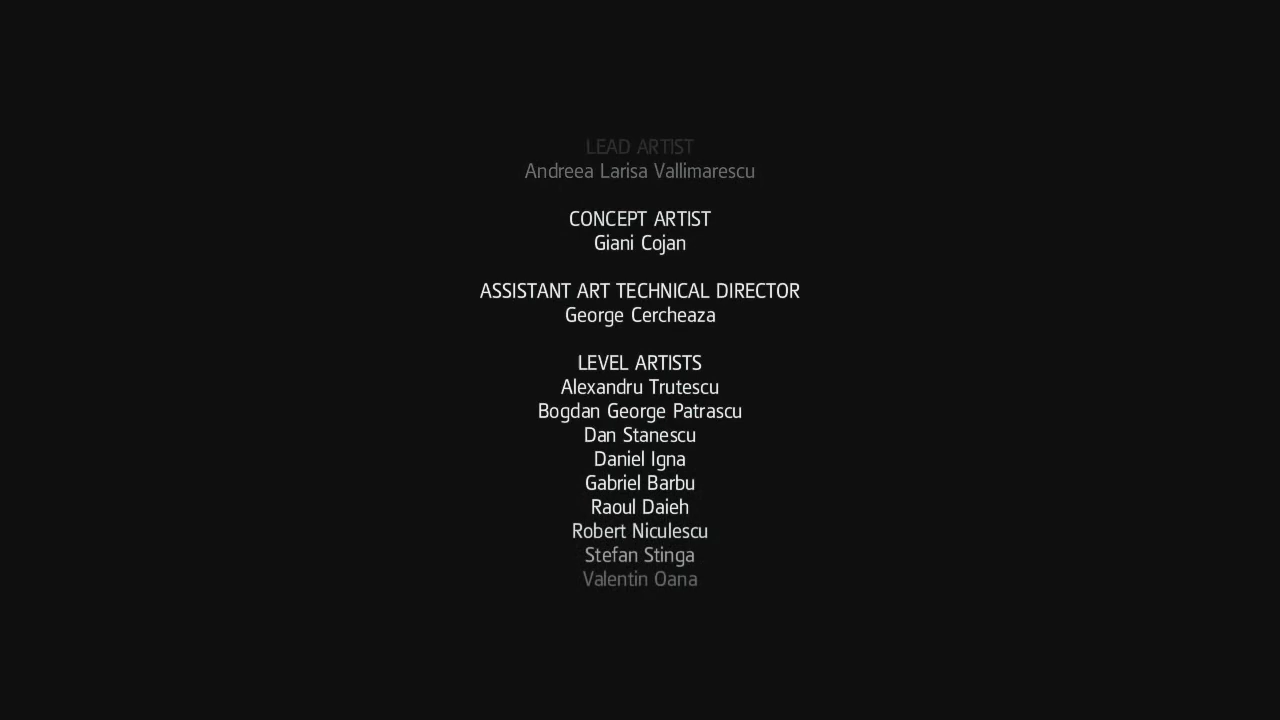 LEAD ARTIST
Andreea Larisa Vallimarescu
CONCEPT ARTIST
Giani Cojan
ASSISTANT ART TECHNICAL DIRECTOR
George Cercheaza
LEVEL ARTISTS
Alexandru Trutescu
Bogdan George Patrascu
Dan Stanescu
Daniel Igna
Gabriel Barbu
Raoul Daieh
Robert Niculescu
Stefan Stinga
Valentin Oana